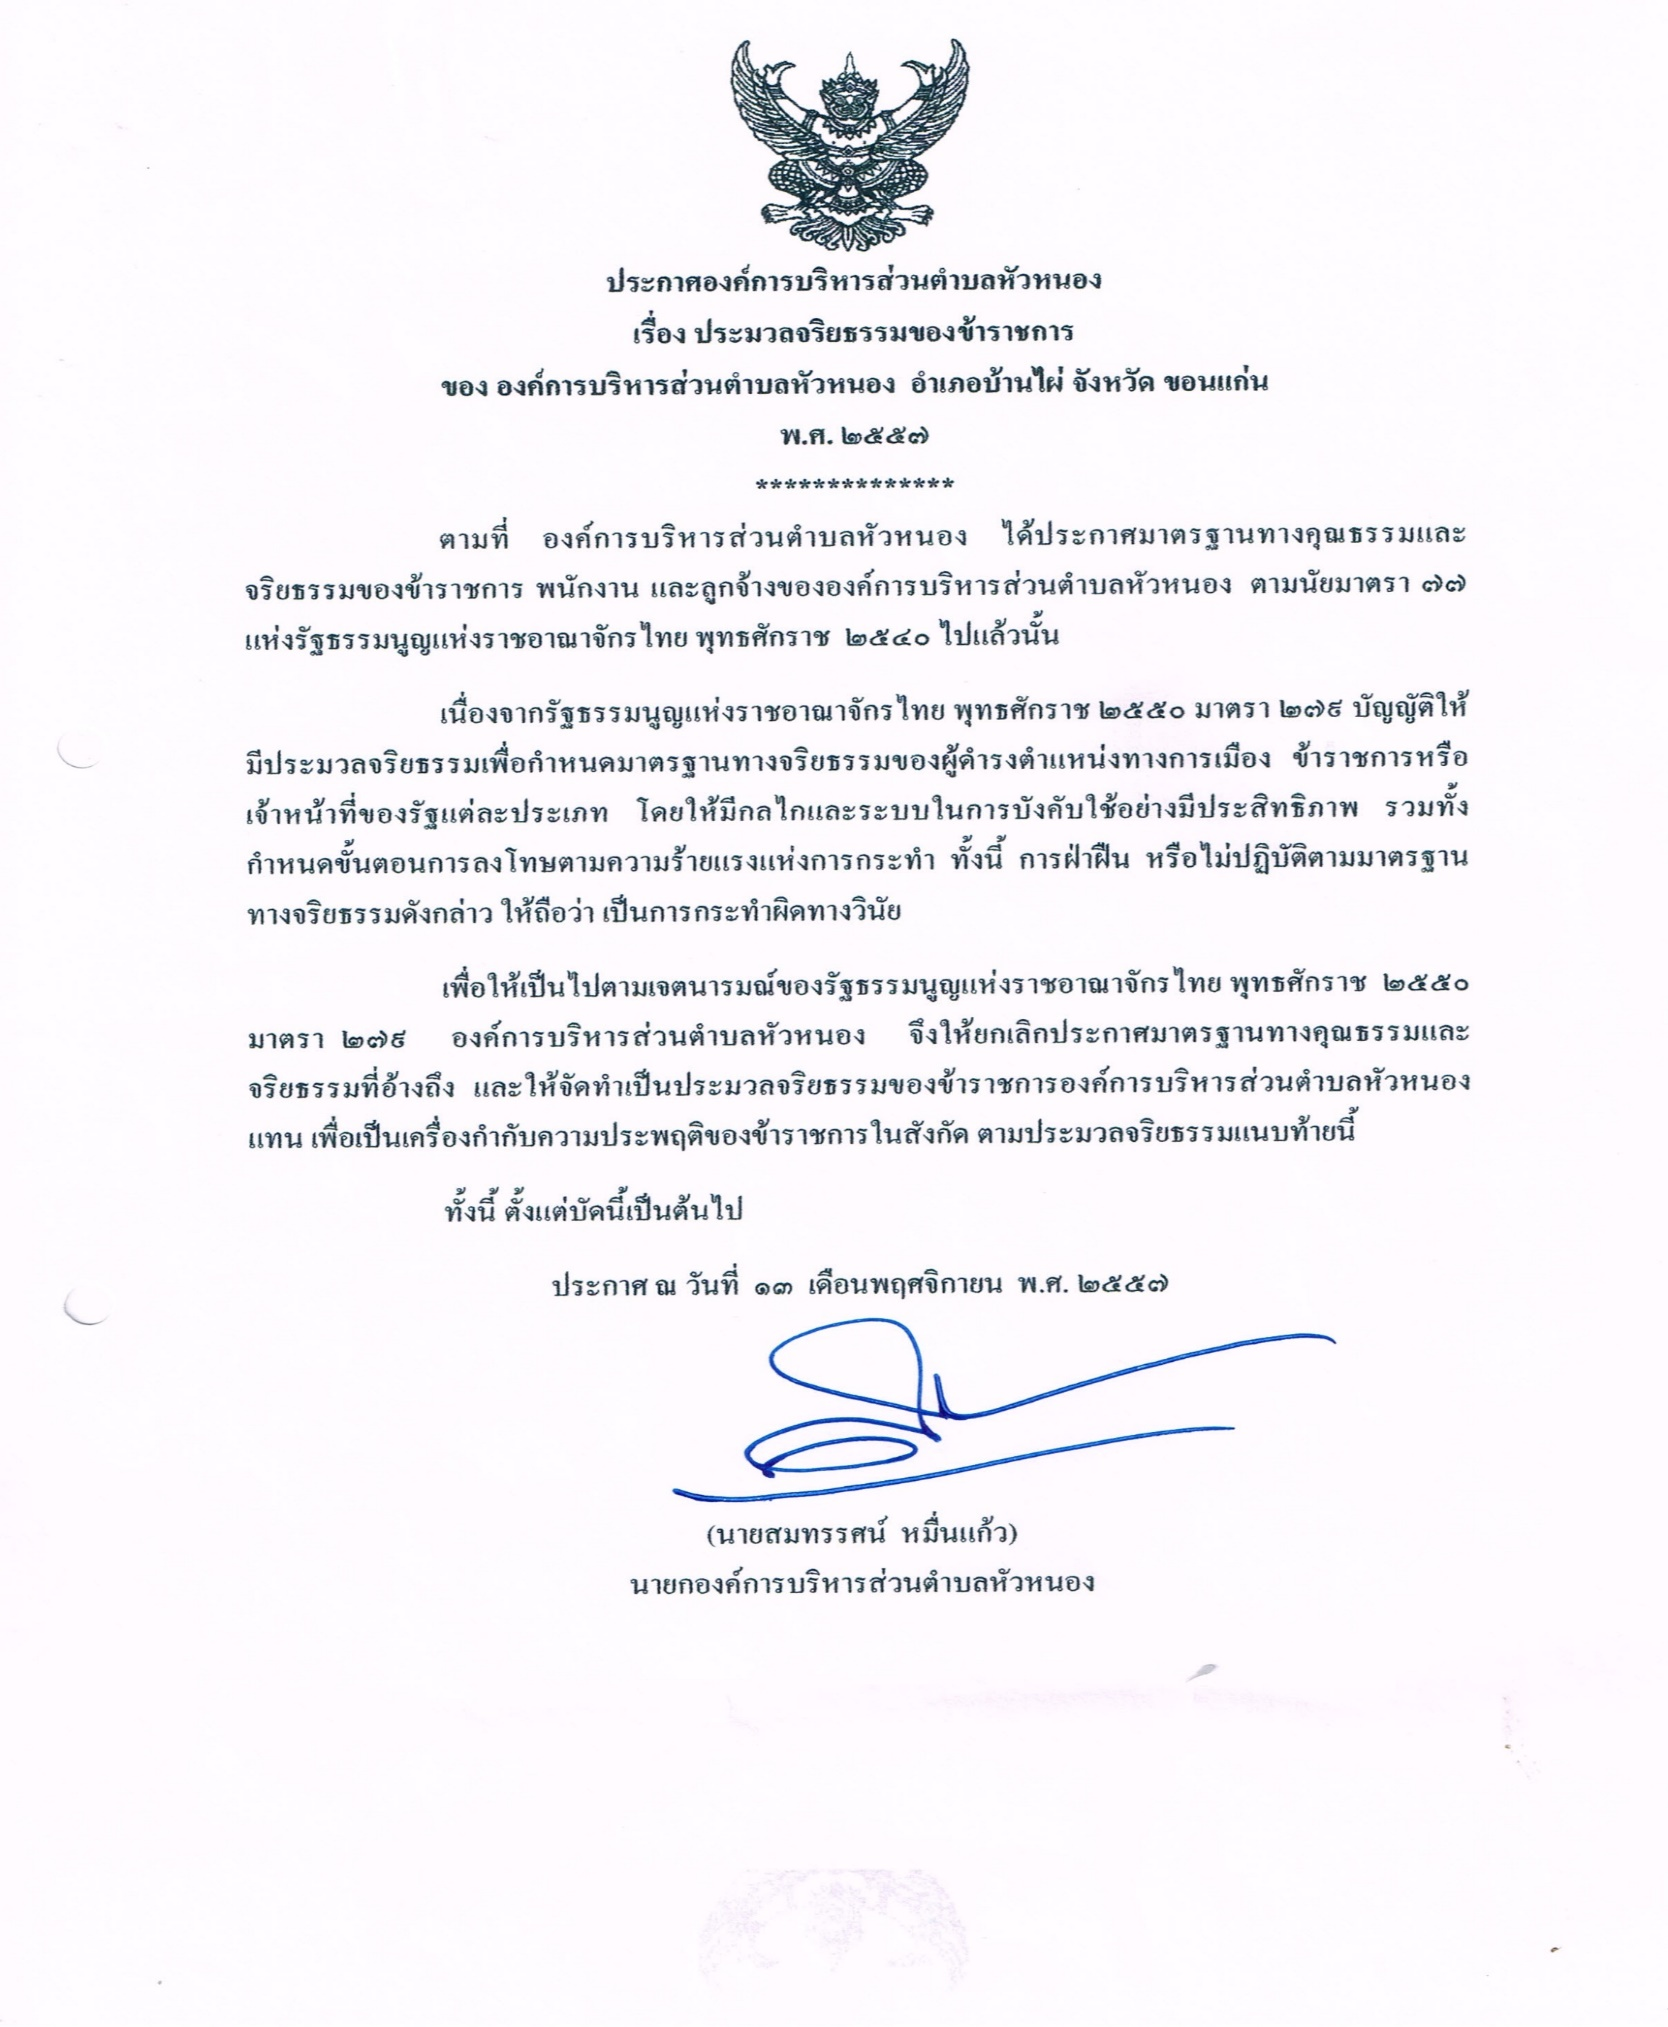 ประกาศองค์การบริหารส่วนตำบลหัวหนอง
เรื่อง ประมวลจริยธรรมของข้าราชการ
ของ องค์การบริหารส่วนตำบลหัวหนอง อำเภอบ้านไผ่ จังหวัด ขอนแก่น
พ.ศ. ๒๕๕๗
**************
ตามที่ องค์การบริหารส่วนตำบลหัวหนอง ได้ประกาศมาตรฐานทางคุณธรรมและ
จริยธรรมของข้าราชการ พนักงาน และลูกจ้างขององค์การบริหารส่วนตำบลหัวหนอง ตามนัยมาตรา ๗๗
แห่งรัฐธรรมนูญแห่งราชอาณาจักรไทย พุทธศักราช ๒๕๔๐ ไปแล้วนั้น
เนื่องจากรัฐธรรมนูญแห่งราชอาณาจักรไทย พุทธศักราช ๒๕๕๐ มาตรา ๒๗๙ บัญญัติให้
มีประมวลจริยธรรมเพื่อกำหนดมาตรฐานทางจริยธรรมของผู้ดำรงตำแหน่งทางการเมือง ข้าราชการหรือ
เจ้าหน้าที่ของรัฐแต่ละประเภท โดยให้มีกลไกและระบบในการบังคับใช้อย่างมีประสิทธิภาพ รวมทั้ง
กำหนดขั้นตอนการลงโทษตามความร้ายแรงแห่งการกระทำ ทั้งนี้ การฝ่าฝืน หรือไม่ปฏิบัติตามมาตรฐาน
ทางจริยธรรมดังกล่าว ให้ถือว่า เป็นการกระทำผิดทางวินัย
เพื่อให้เป็นไปตามเจตนารมณ์ของรัฐธรรมนูญแห่งราชอาณาจักรไทย พุทธศักราช ๒๕๕๐
มาตรา ๒๗๙ องค์การบริหารส่วนตำบลหัวหนอง จึงให้ยกเลิกประกาศมาตรฐานทางคุณธรรมและ
จริยธรรมที่อ้างถึง และให้จัดทำเป็นประมวลจริยธรรมของข้าราชการองค์การบริหารส่วนตำบลหัวหนอง
แทน เพื่อเป็นเครื่องกำกับความประพฤติของข้าราชการในสังกัด ตามประมวลจริยธรรมแนบท้ายนี้
ทั้งนี้ ตั้งแต่บัดนี้เป็นต้นไป
ประกาศ ณ วันที่ ๑๓ เดือนพฤศจิกายน พ.ศ. ๒๕๕๗
(นายสมทรรศน์ หมื่นแก้ว)
นายกองค์การบริหารส่วนตำบลหัวหนอง